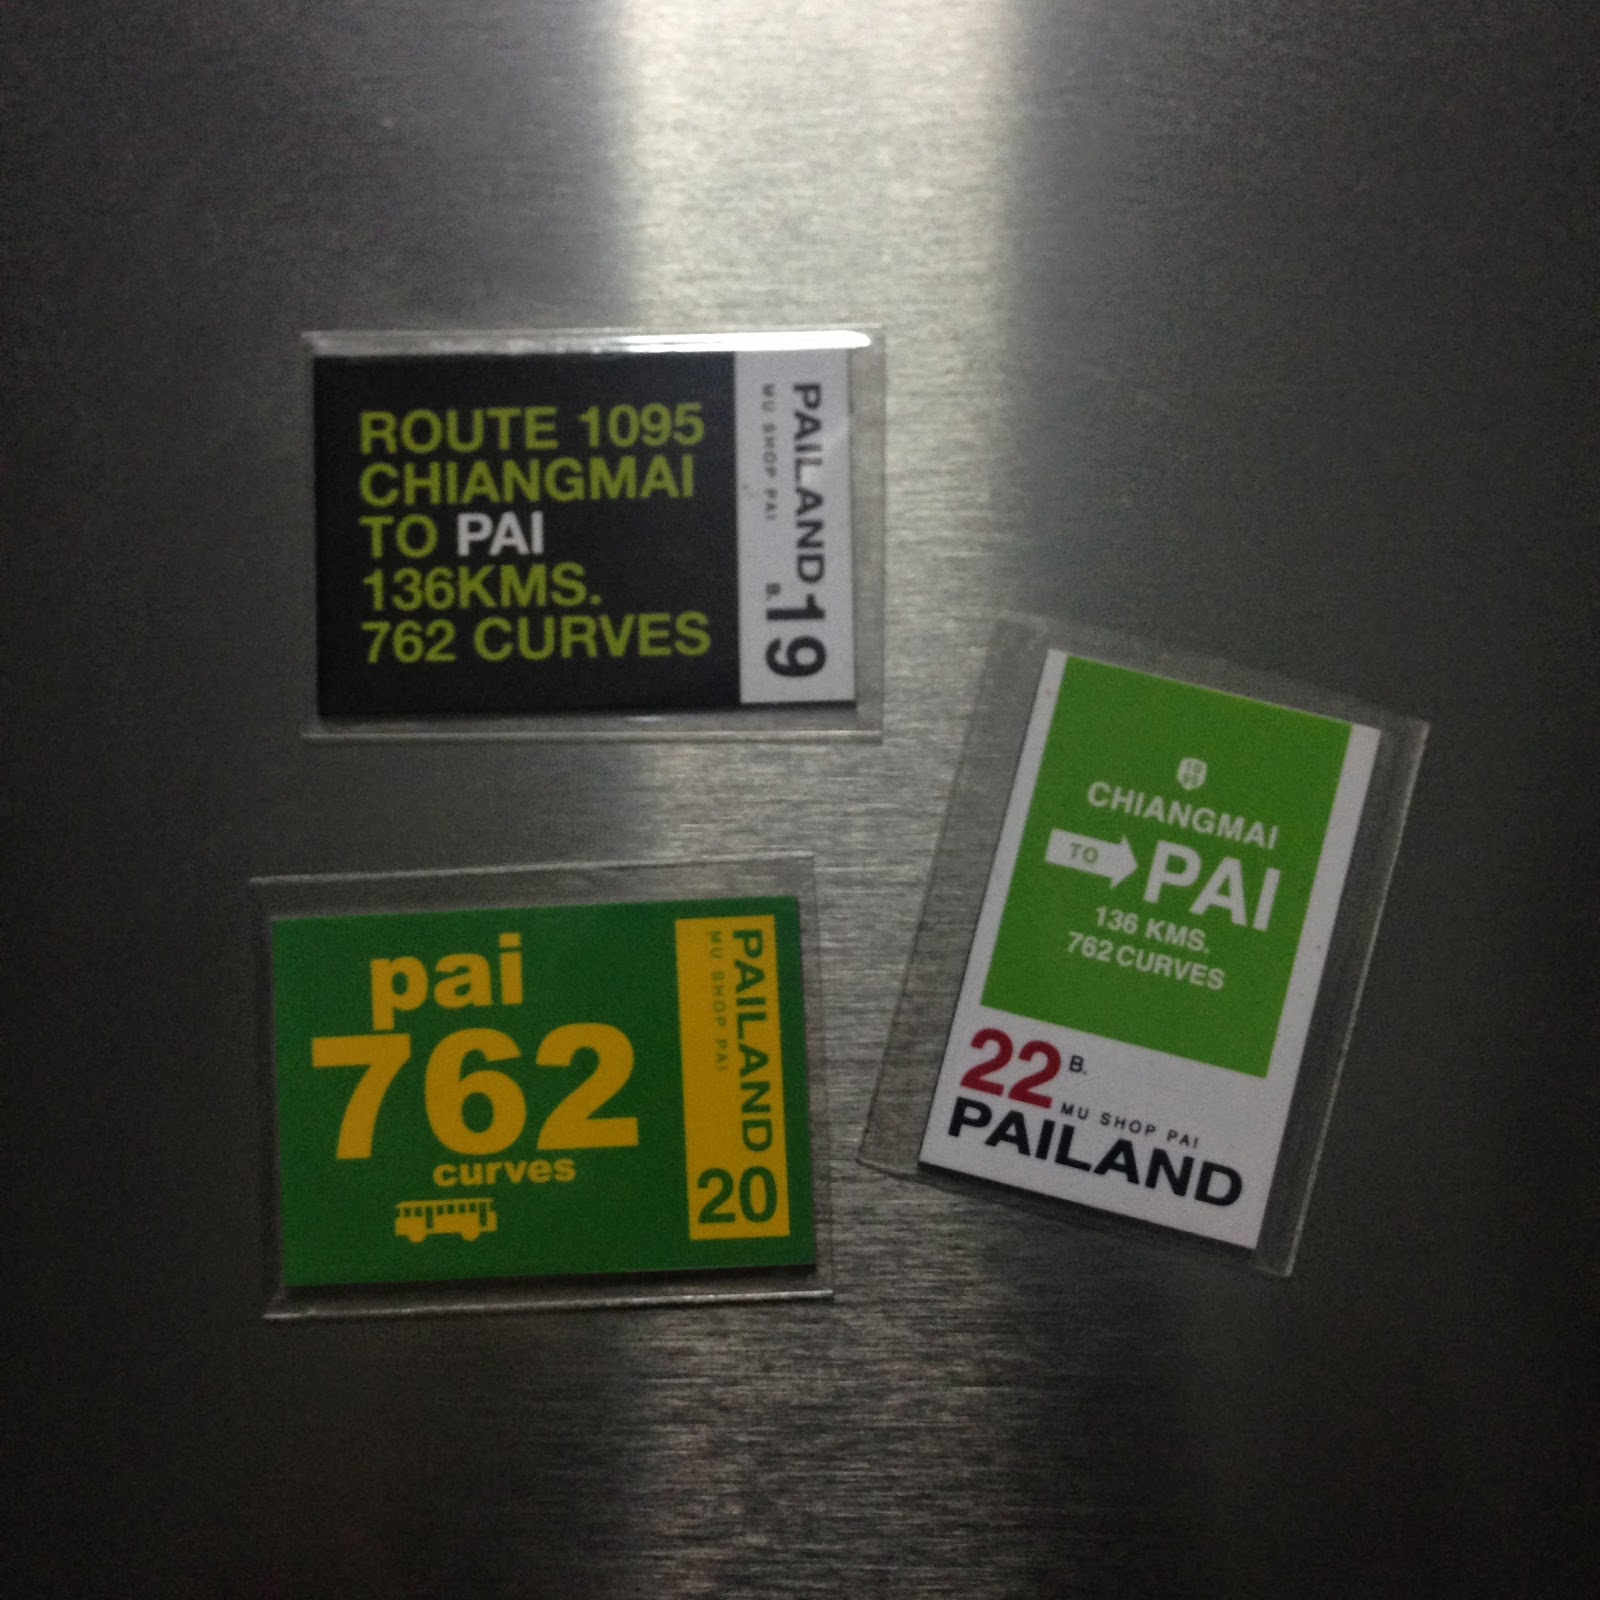 ROUTE 1095
CHIANGMAI
TO PAI
136KMS.
762 CURVES
PAILAND
MU SHOP PAI
B.19
pai
762
curves
PAILAND
MU SHOP PAI
20
CHIANGMAI
TO PAI
136 KMS.
762 CURVES
22 B.
MU SHOP PAI
PAILAND